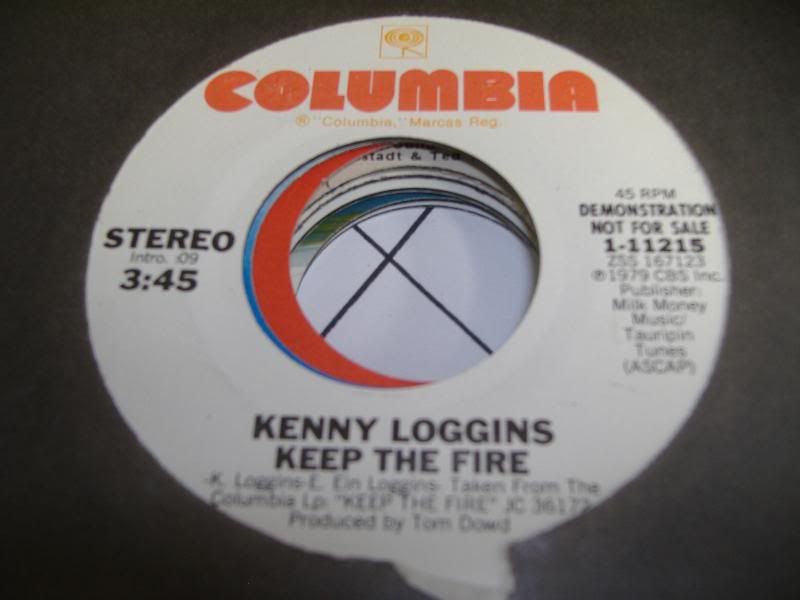 COLUMBIA
® "Columbia," Marcas Reg.
stadt & Ted
STEREO
Intro. :09
3:45
45 RPM
DEMONSTRATION
NOT FOR SALE
1-11215
ZSS 167123
℗ 1979 CBS Inc.
Publisher:
Milk Money
Music/
Tauripin
Tunes
(ASCAP)
KENNY LOGGINS
KEEP THE FIRE
-K. Loggins-E. Ein Loggins- Taken From The
Columbia Lp: "KEEP THE FIRE" JC 36172
Produced by Tom Dowd